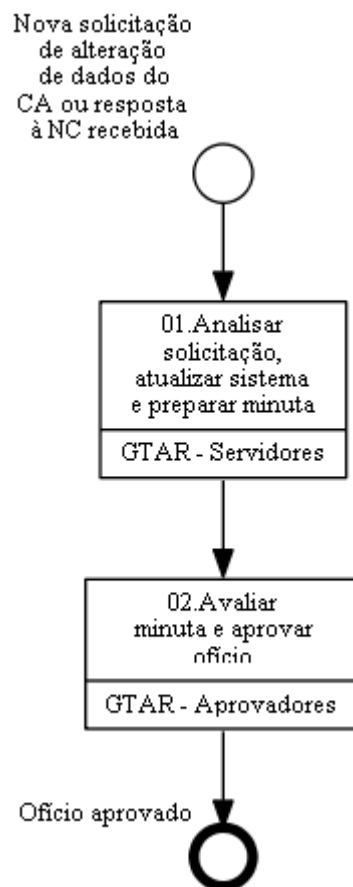 Nova solicitação
de alteração
de dados do
CA ou resposta
à NC recebida
01.Analisar
solicitação,
atualizar sistema
e preparar minuta
GTAR - Servidores
02.Avaliar
minuta e aprovar
ofício
GTAR - Aprovadores
Ofício aprovado